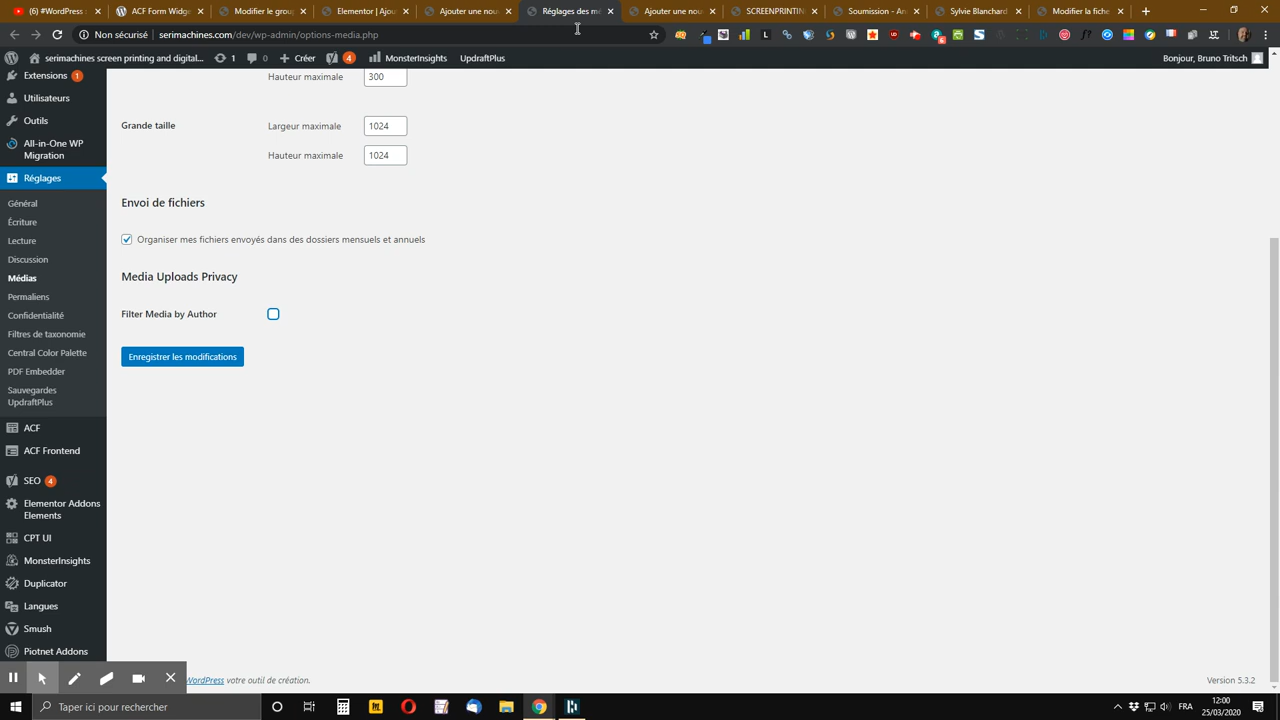 (6) #WordPress :
Modifier le group
Elementor | Ajou
Ajoutez une nou
Réglages des mé
Ajouter une nou
SCREENPRINTIN
Soumission - An
Sylvie Blanchard
Modifier la fiche
Non sécurisé
serimachines.com/dev/wp-admin/options-media.php
serimachines screen printing and digital...
1
0
Créer
4
MonsterInsights
UpdraftPlus
Bonjour, Bruno Tritsch
Extensions 1
Utilisateurs
Outils
All-in-One WP
Migration
Réglages
Général
Écriture
Lecture
Discussion
Médias
Permaliens
Confidentialité
Filtres de taxonomie
Central Color Palette
PDF Embedder
Sauvegardes
UpdraftPlus
ACF
ACF Frontend
SEO 4
Elementor Addons
Elements
CPT UI
MonsterInsights
Duplicator
Langues
Smush
Piotnet Addons
Hauteur maximale 300
Grande taille
Largeur maximale 1024
Hauteur maximale 1024
Envoi de fichiers
Organiser mes fichiers envoyés dans des dossiers mensuels et annuels
Media Uploads Privacy
Filter Media by Author
Enregistrer les modifications
WordPress votre outil de création.
Version 5.3.2
Taper ici pour rechercher
FRA
12:00
25/03/2020